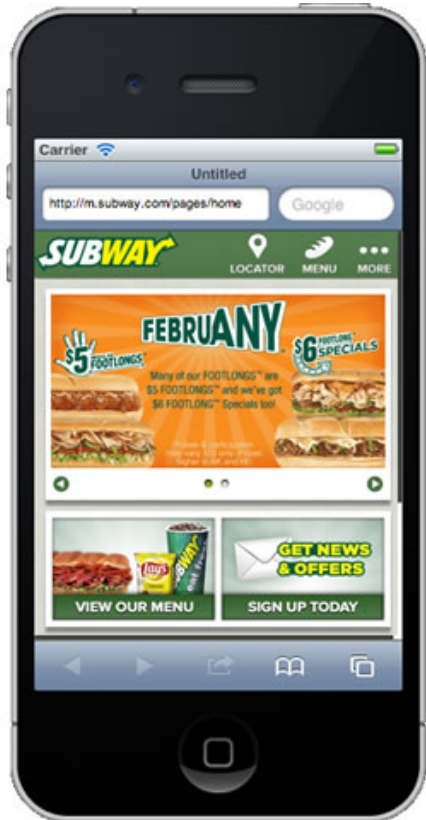 Carrier
Untitled
http://m.subway.com/pages/home
Google
SUBWAY
LOCATOR
MENU
MORE
FEBRUANY
$5 FOOTLONGS
$6 FOOTLONG SPECIALS
Many of our FOOTLONGS™ are
$5 FOOTLONGS™ and we've got
$6 FOOTLONG™ Specials too!
Lay's
SUBWAY
GET NEWS
& OFFERS
VIEW OUR MENU
SIGN UP TODAY